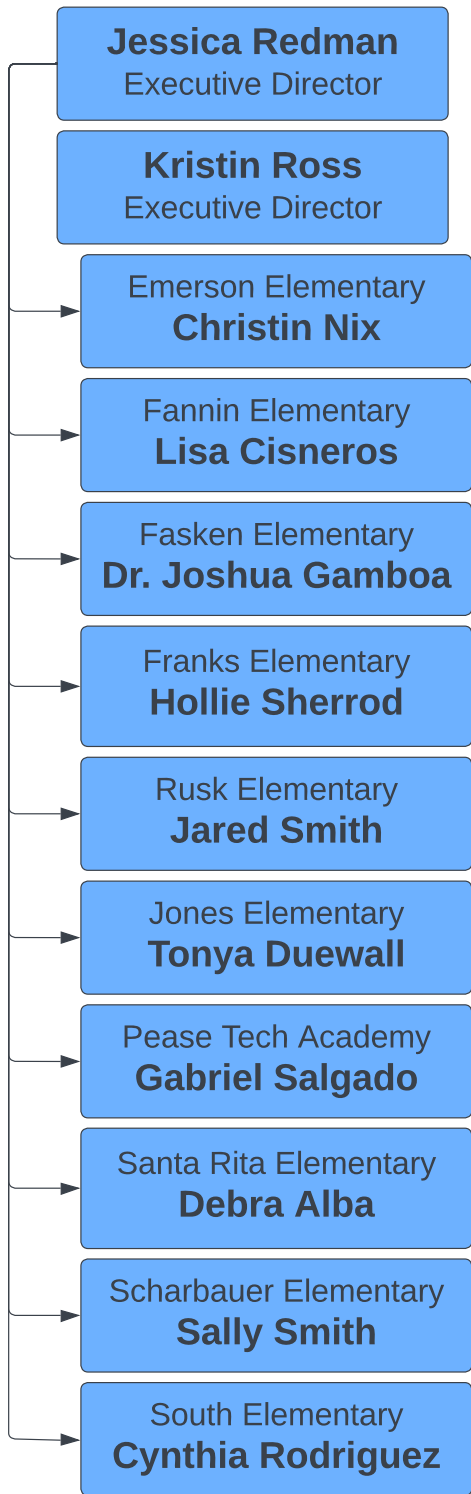 Jessica Redman
Executive Director
Kristin Ross
Executive Director
Emerson Elementary
Christin Nix
Fannin Elementary
Lisa Cisneros
Fasken Elementary
Dr. Joshua Gamboa
Franks Elementary
Hollie Sherrod
Rusk Elementary
Jared Smith
Jones Elementary
Tonya Duewall
Pease Tech Academy
Gabriel Salgado
Santa Rita Elementary
Debra Alba
Scharbauer Elementary
Sally Smith
South Elementary
Cynthia Rodriguez